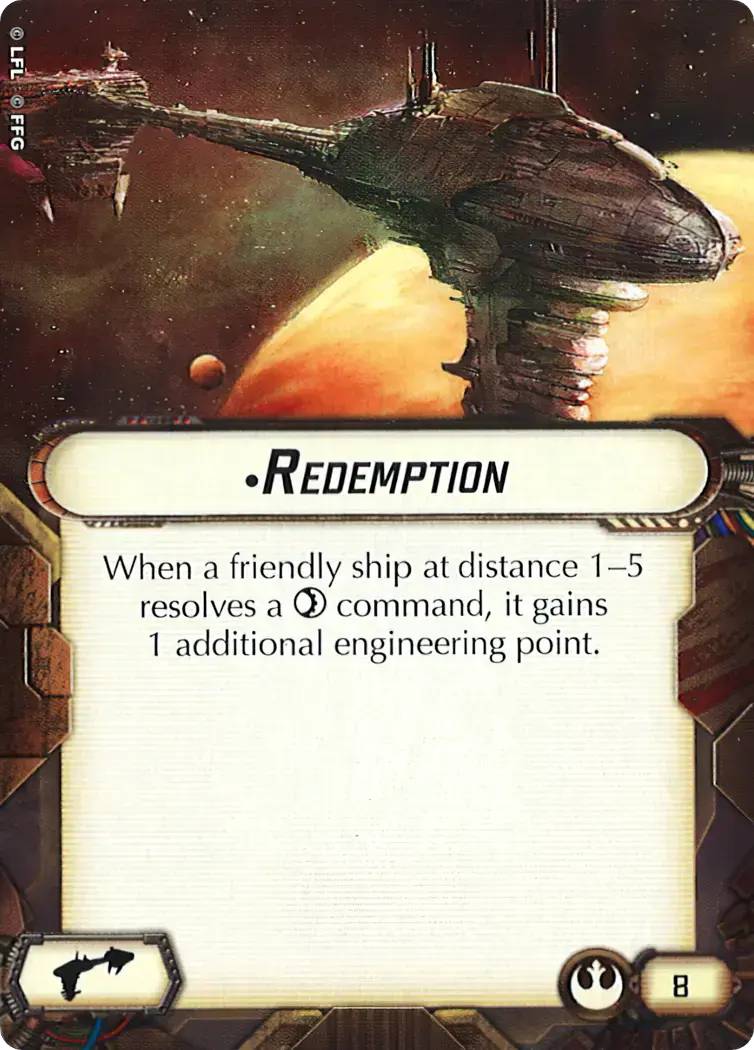 © LFL © FFG
•REDEMPTION
When a friendly ship at distance 1–5
resolves a command, it gains
1 additional engineering point.
8